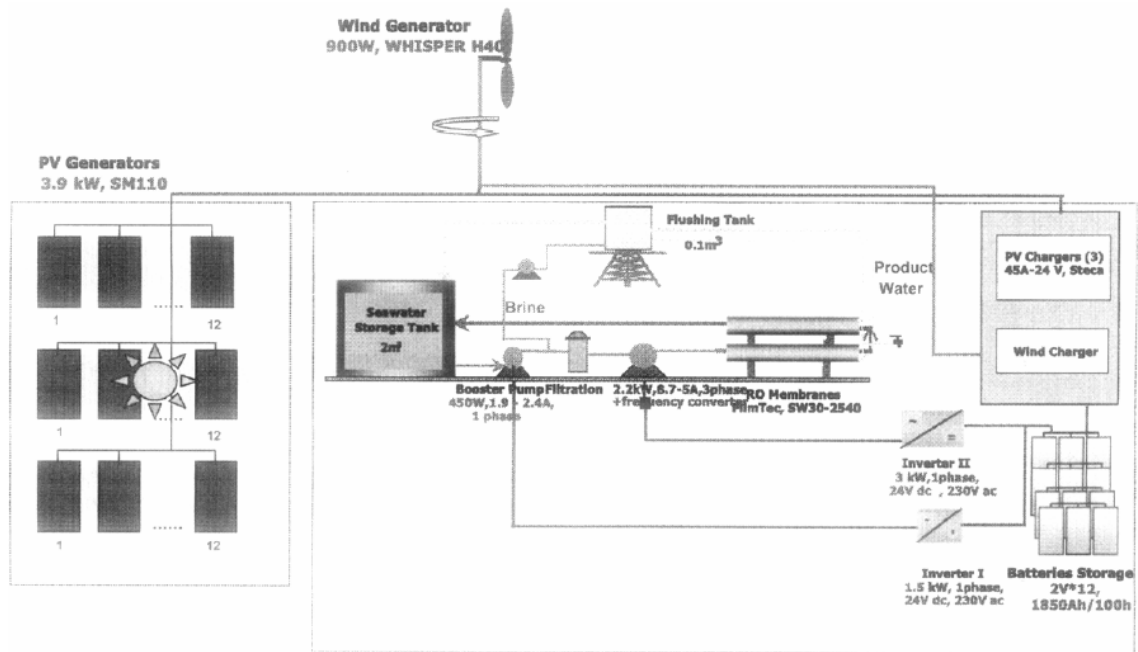 Wind Generator
900W, WHISPER H40
PV Generators
3.9 kW, SM110
1
12
1
12
1
12
Flushing Tank
0.1m³
Brine
Product
Water
PV Chargers (3)
45A-24 V, Steca
Wind Charger
Seawater
Storage Tank
2m³
Booster Pump
450W,1.9 - 2.4A,
1 phase
Filtration
2.2kW,8.7-5A,3phase
+frequency converter
RO Membranes
FilmTec, SW30-2540
Inverter II
3 kW,1phase,
24V dc , 230V ac
Inverter I
1.5 kW, 1phase,
24V dc, 230V ac
Batteries Storage
2V*12,
1850Ah/100h